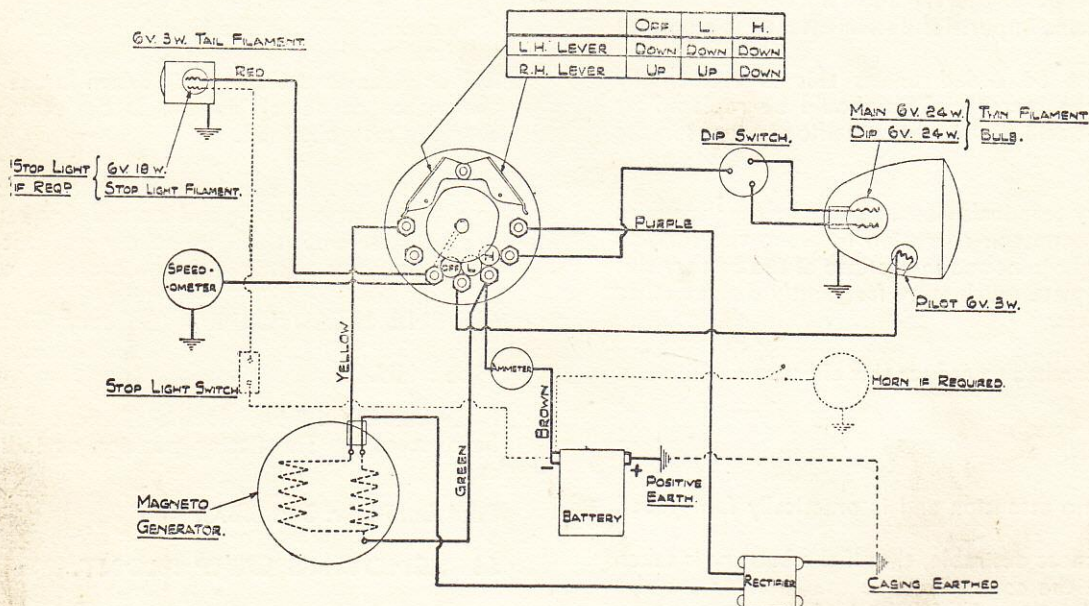 OFF L. H.
L.H. LEVER DOWN DOWN DOWN
R.H. LEVER UP UP DOWN
6V. 3W. TAIL FILAMENT.
RED
STOP LIGHT IF REQD
6V. 18 W. STOP LIGHT FILAMENT.
DIP SWITCH.
MAIN 6V. 24 W.
DIP 6V. 24 W.
TWIN FILAMENT
BULB.
PURPLE
OFF L H
SPEED-
OMETER
PILOT 6V. 3W.
YELLOW
AMMETER
STOP LIGHT SWITCH.
BROWN
HORN IF REQUIRED.
GREEN
- +
POSITIVE
EARTH.
BATTERY
MAGNETO
GENERATOR.
RECTIFIER
CASING EARTHED